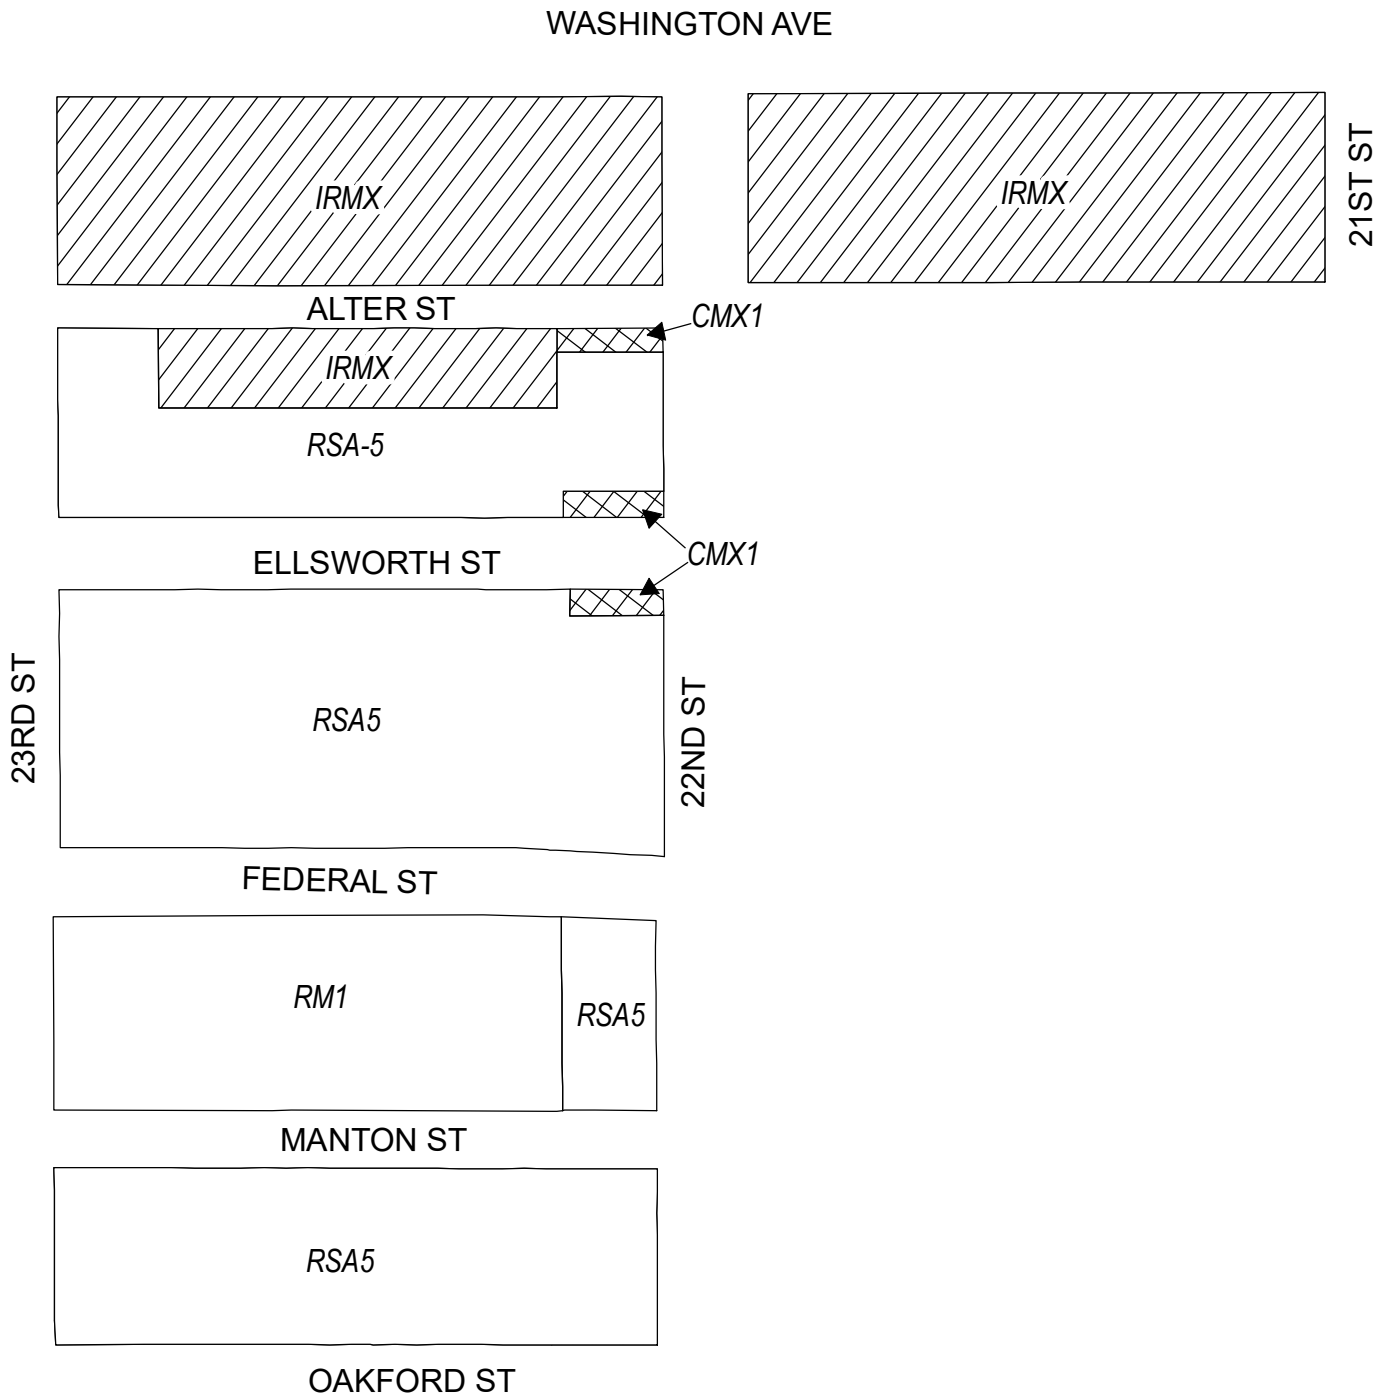 WASHINGTON AVE
IRMX
IRMX
21ST ST
ALTER ST
CMX1
IRMX
RSA-5
ELLSWORTH ST
CMX1
23RD ST
RSA5
22ND ST
FEDERAL ST
RM1
RSA5
MANTON ST
RSA5
OAKFORD ST